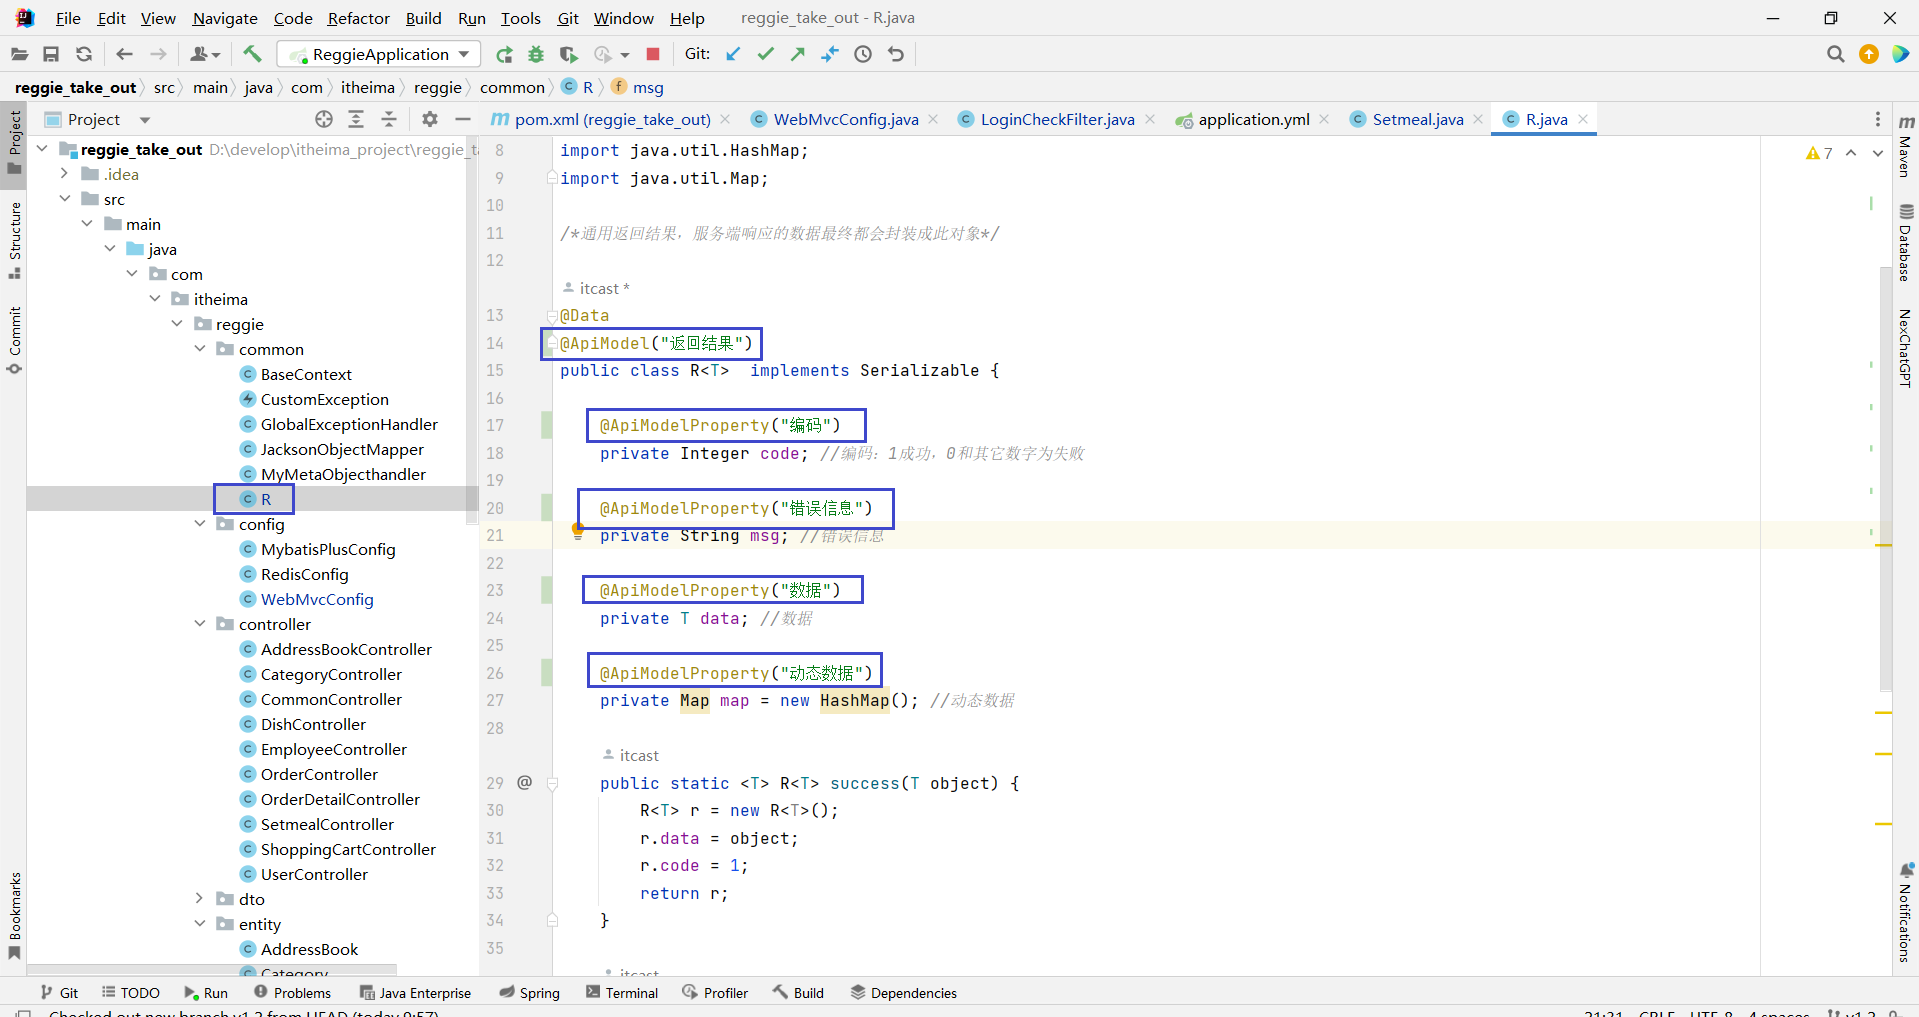 File Edit View Navigate Code Refactor Build Run Tools Git Window Help reggie_take_out - R.java
ReggieApplication Git:
reggie_take_out src main java com itheima reggie common R msg
Project
pom.xml (reggie_take_out) WebMvcConfig.java LoginCheckFilter.java application.yml Setmeal.java R.java
Project
Structure
Commit
Bookmarks
reggie_take_out D:\develop\itheima_project\reggie_t
.idea
src
main
java
com
itheima
reggie
common
BaseContext
CustomException
GlobalExceptionHandler
JacksonObjectMapper
MyMetaObjecthandler
R
config
MybatisPlusConfig
RedisConfig
WebMvcConfig
controller
AddressBookController
CategoryController
CommonController
DishController
EmployeeController
OrderController
OrderDetailController
SetmealController
ShoppingCartController
UserController
dto
entity
AddressBook
Category
8 import java.util.HashMap;
9 import java.util.Map;
10
11 /*通用返回结果，服务端响应的数据最终都会封装成此对象*/
12
itcast *
13 @Data
14 @ApiModel("返回结果")
15 public class R<T> implements Serializable {
16
17 @ApiModelProperty("编码")
18 private Integer code; //编码：1成功，0和其它数字为失败
19
20 @ApiModelProperty("错误信息")
21 private String msg; //错误信息
22
23 @ApiModelProperty("数据")
24 private T data; //数据
25
26 @ApiModelProperty("动态数据")
27 private Map map = new HashMap(); //动态数据
28
itcast
29 @ public static <T> R<T> success(T object) {
30 R<T> r = new R<T>();
31 r.data = object;
32 r.code = 1;
33 return r;
34 }
35
itcast
7
Maven
Database
NexChatGPT
Notifications
Git TODO Run Problems Java Enterprise Spring Terminal Profiler Build Dependencies
Checked out new branch v1.2 from HEAD (today 9:57) 21:31 CRLF UTF-8 4 spaces v1.2